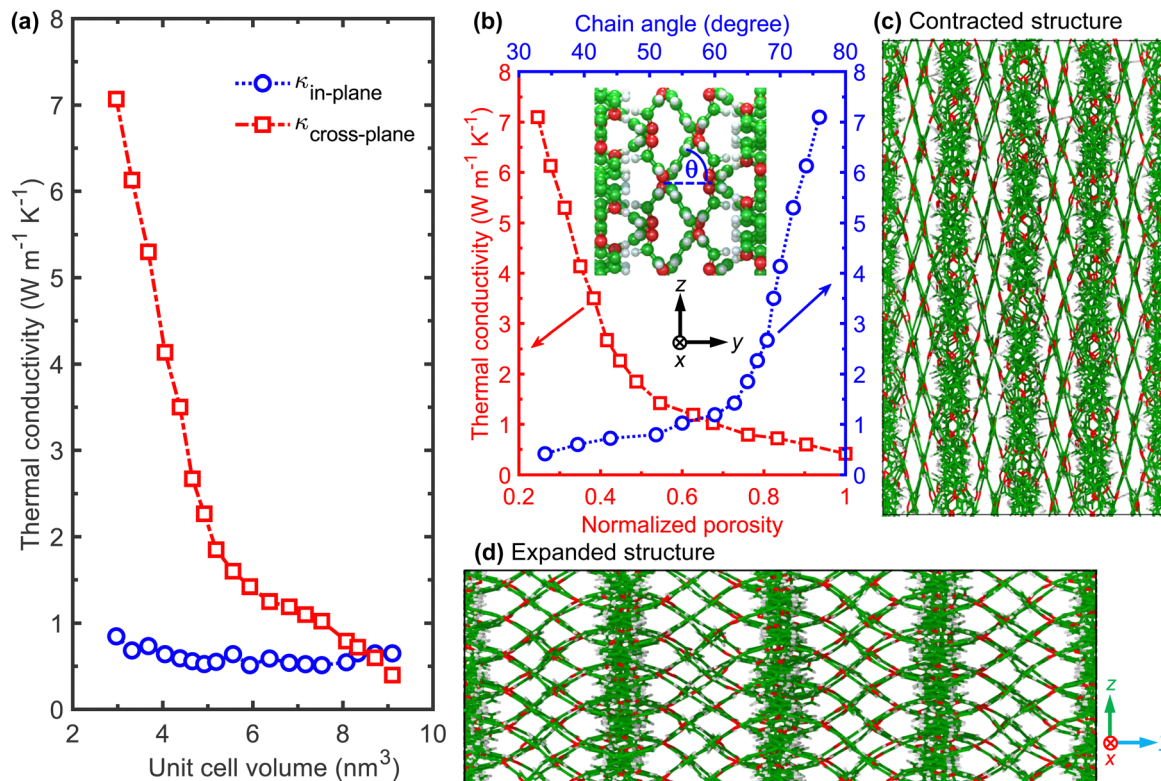 (a)
Thermal conductivity (W m⁻¹ K⁻¹)
8
7
6
5
4
3
2
1
0
κ in-plane
κ cross-plane
2 4 6 8 10
Unit cell volume (nm³)
(b)
Chain angle (degree)
30 40 50 60 70 80
Thermal conductivity (W m⁻¹ K⁻¹)
8 8
7 7
6 6
5 5
4 4
3 3
2 2
1 1
0 0
θ
z
y
x
0.2 0.4 0.6 0.8 1
Normalized porosity
(c) Contracted structure
(d) Expanded structure
z
x